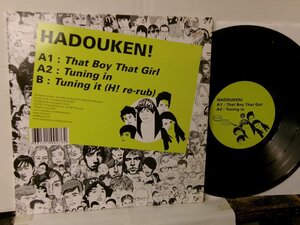 HADOUKEN!
A1 : That Boy That Girl
A2 : Tuning in
B : Tuning it (H! re-rub)
HADOUKEN!
A1 : That Boy That Girl
A2 : Tuning in